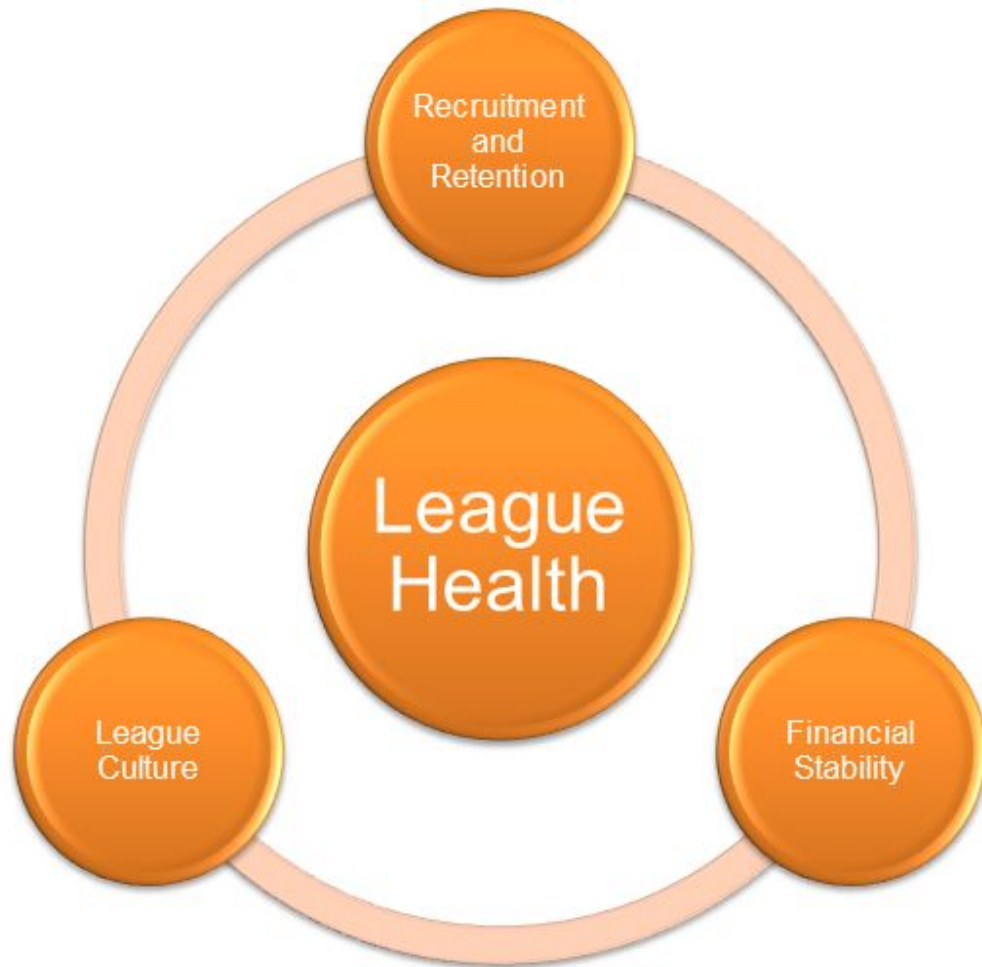 Recruitment
and
Retention
League
Health
League
Culture
Financial
Stability